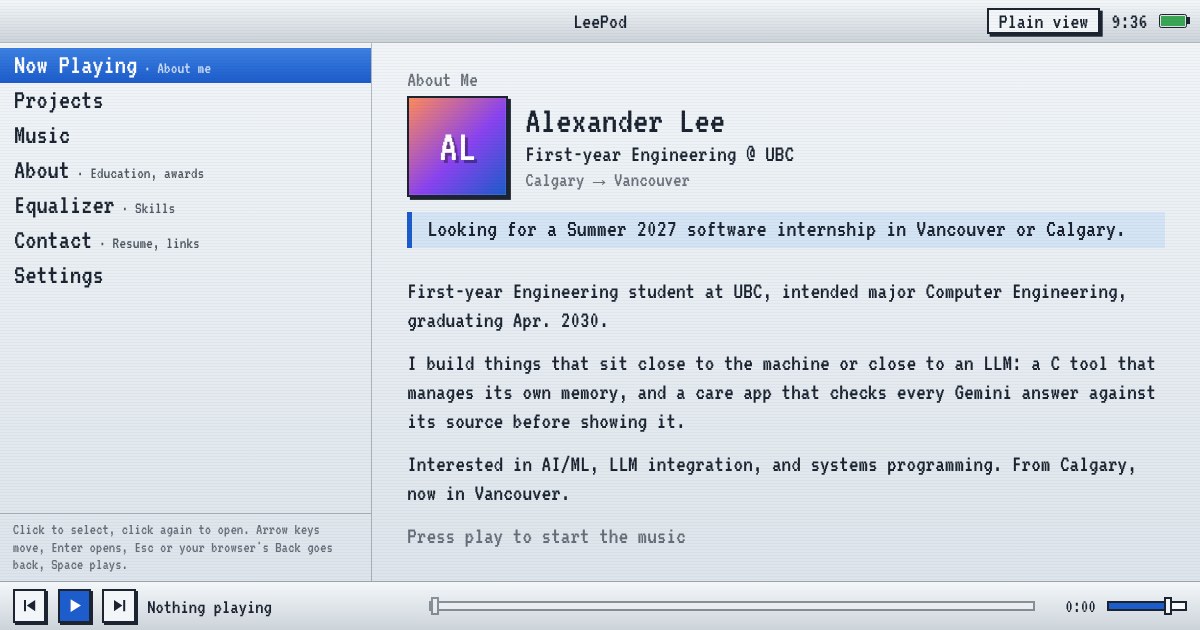 LeePod
Plain view
9:36
Now Playing · About me
Projects
Music
About · Education, awards
Equalizer · Skills
Contact · Resume, links
Settings
Click to select, click again to open. Arrow keys
move, Enter opens, Esc or your browser's Back goes
back, Space plays.
About Me
AL
Alexander Lee
First-year Engineering @ UBC
Calgary → Vancouver
Looking for a Summer 2027 software internship in Vancouver or Calgary.
First-year Engineering student at UBC, intended major Computer Engineering,
graduating Apr. 2030.
I build things that sit close to the machine or close to an LLM: a C tool that
manages its own memory, and a care app that checks every Gemini answer against
its source before showing it.
Interested in AI/ML, LLM integration, and systems programming. From Calgary,
now in Vancouver.
Press play to start the music
Nothing playing
0:00